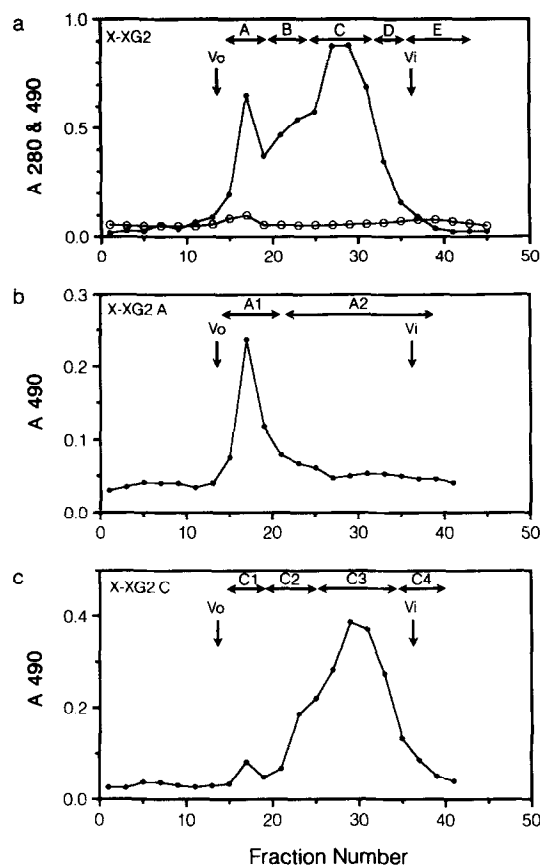 a
X-XG2
A B C D E
Vo
Vi
A 280 & 490
1.0
0.5
0.0
0 10 20 30 40 50
b
X-XG2 A
A1 A2
Vo
Vi
A 490
0.3
0.2
0.1
0.0
0 10 20 30 40 50
c
X-XG2 C
C1 C2 C3 C4
Vo
Vi
A 490
0.4
0.2
0.0
0 10 20 30 40 50
Fraction Number